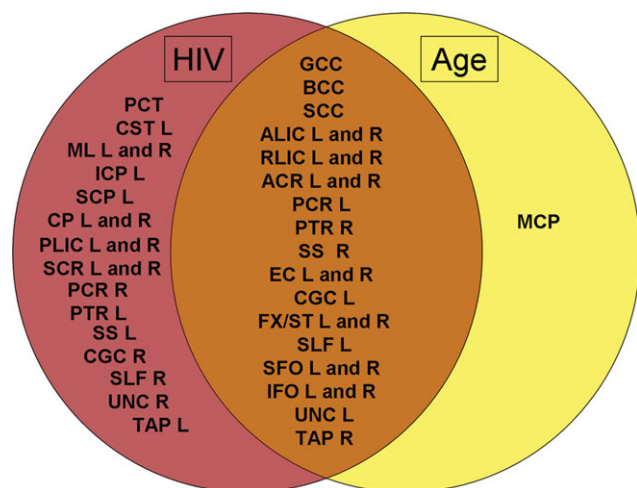 HIV
Age
PCT
CST L
ML L and R
ICP L
SCP L
CP L and R
PLIC L and R
SCR L and R
PCR R
PTR L
SS L
CGC R
SLF R
UNC R
TAP L
GCC
BCC
SCC
ALIC L and R
RLIC L and R
ACR L and R
PCR L
PTR R
SS R
EC L and R
CGC L
FX/ST L and R
SLF L
SFO L and R
IFO L and R
UNC L
TAP R
MCP